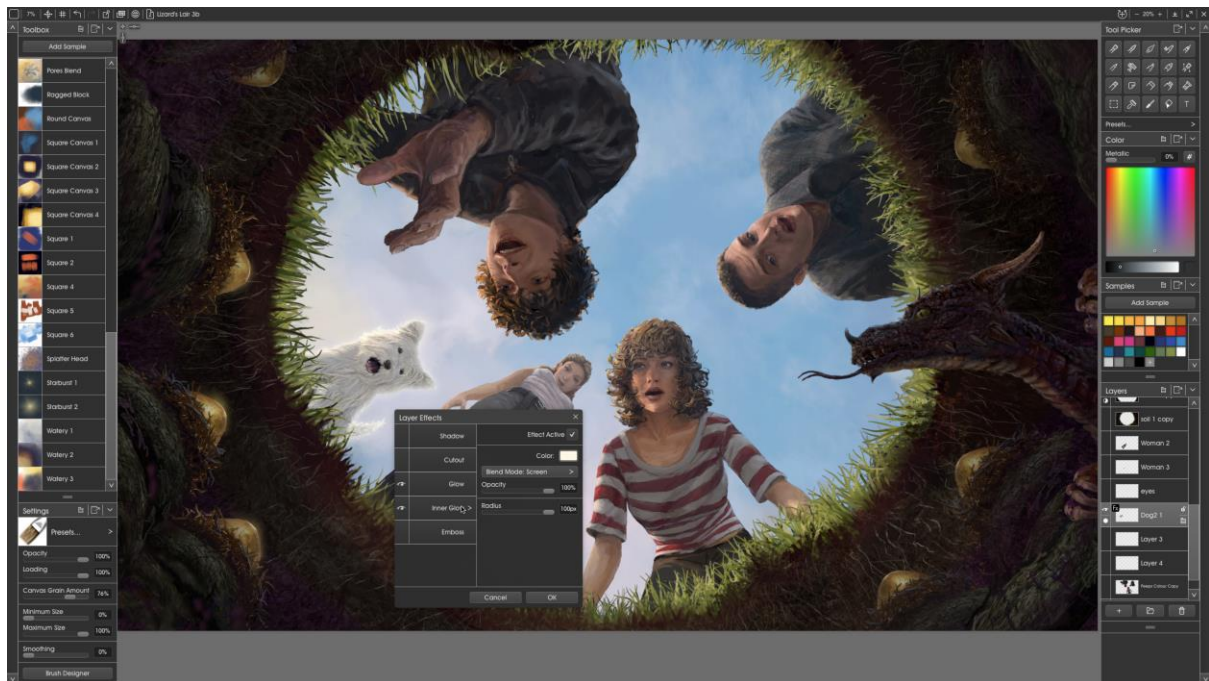 7%
Lizard's Lair 3b
- 20% +
Toolbox
Add Sample
Pores Blend
Ragged Block
Round Canvas
Square Canvas 1
Square Canvas 2
Square Canvas 3
Square Canvas 4
Square 1
Square 2
Square 4
Square 5
Square 6
Splatter Head
Starburst 1
Starburst 2
Watery 1
Watery 2
Watery 3
Settings
Presets... >
Opacity 100%
Loading 100%
Canvas Grain Amount 76%
Minimum Size 0%
Maximum Size 100%
Smoothing 0%
Brush Designer
Layer Effects
Shadow
Cutout
Glow
Inner Glow >
Emboss
Effect Active
Color:
Blend Mode: Screen >
Opacity 100%
Radius 100px
Cancel
OK
Tool Picker
T
Presets... >
Color
Metallic 0% #
Samples
Add Sample
Layers
soil 1 copy
Woman 2
Woman 3
eyes
Fx
Dog2 1
Layer 3
Layer 4